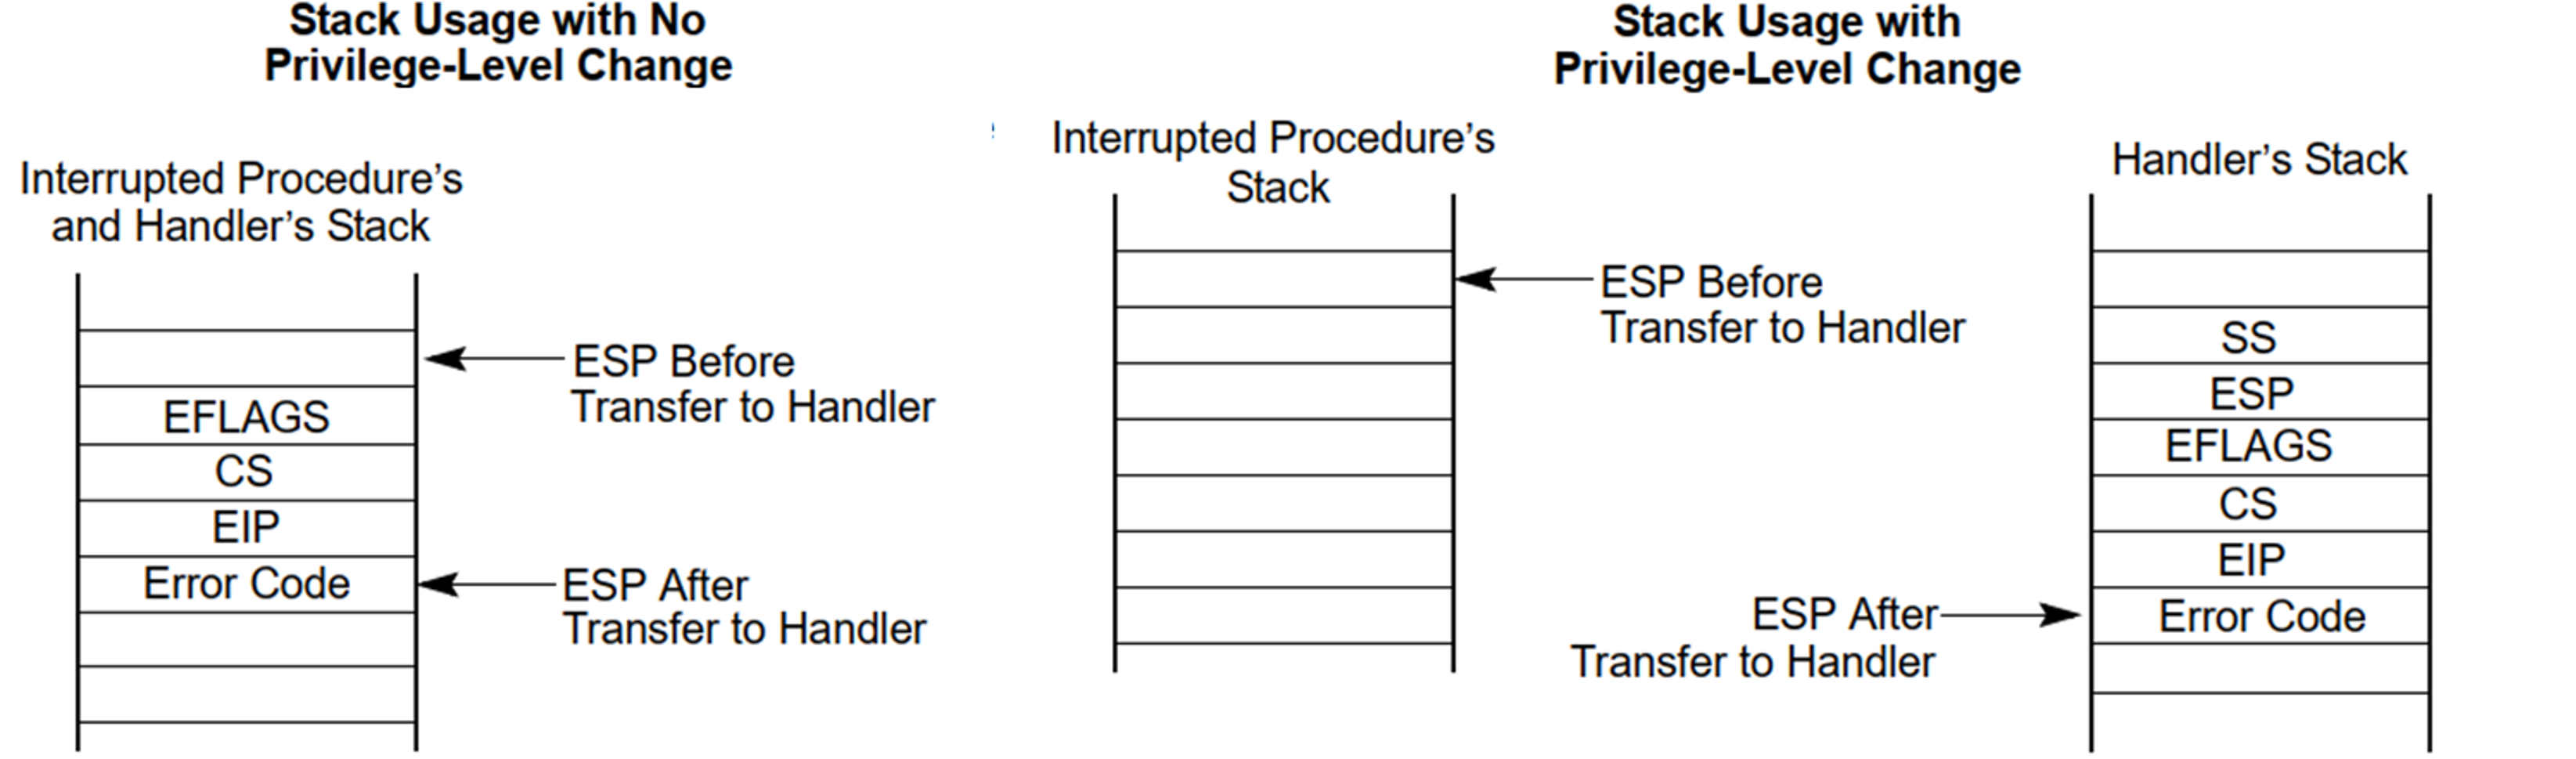 Stack Usage with No
Privilege-Level Change
Interrupted Procedure's
and Handler's Stack
ESP Before
Transfer to Handler
EFLAGS
CS
EIP
Error Code
ESP After
Transfer to Handler
Stack Usage with
Privilege-Level Change
Interrupted Procedure's
Stack
ESP Before
Transfer to Handler
ESP After
Transfer to Handler
Handler's Stack
SS
ESP
EFLAGS
CS
EIP
Error Code